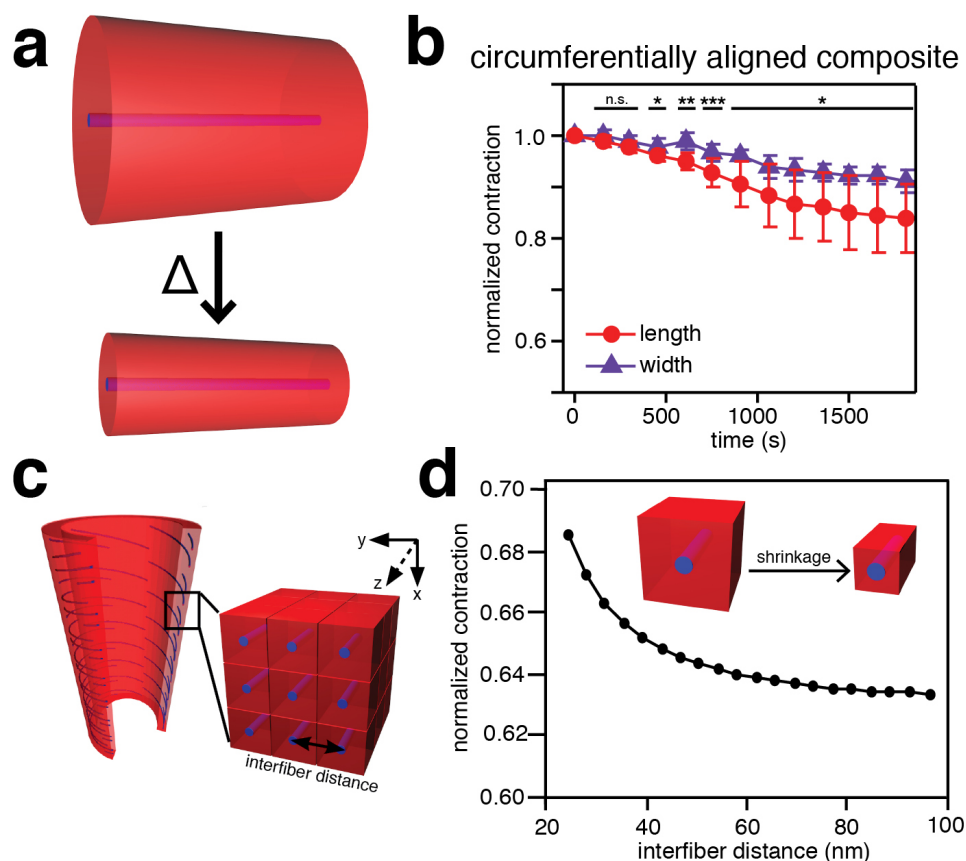 a
Δ
b
circumferentially aligned composite
n.s.
*
**
***
*
1.0
0.8
0.6
normalized contraction
length
width
0
500
1000
1500
time (s)
c
y
z
x
interfiber distance
d
0.70
0.68
0.66
0.64
0.62
0.60
normalized contraction
shrinkage
20
40
60
80
100
interfiber distance (nm)